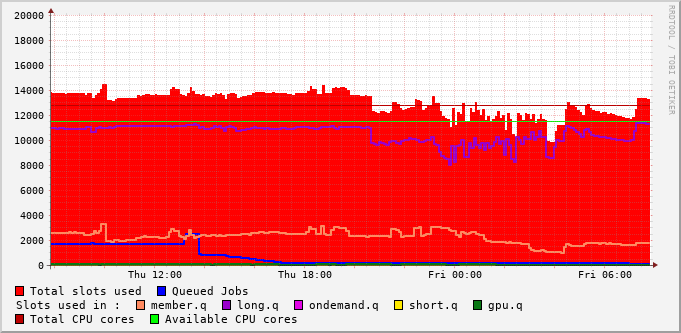 20000
18000
16000
14000
12000
10000
8000
6000
4000
2000
0
Thu 12:00 Thu 18:00 Fri 00:00 Fri 06:00
RRDTOOL / TOBI OETIKER
Total slots used Queued Jobs
Slots used in : member.q long.q ondemand.q short.q gpu.q
Total CPU cores Available CPU cores